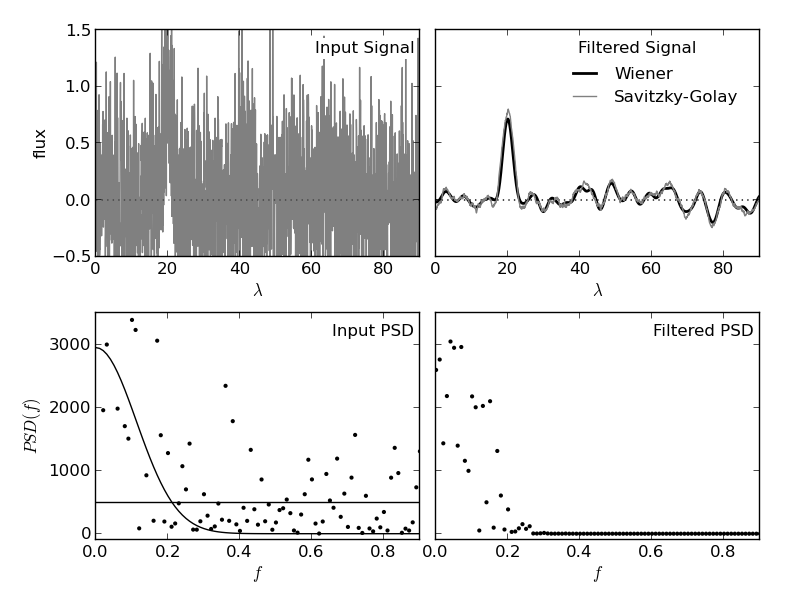 Input Signal
flux
1.5
1.0
0.5
0.0
−0.5
0 20 40 60 80
λ
Filtered Signal
Wiener
Savitzky-Golay
0 20 40 60 80
λ
Input PSD
PSD(f)
3000
2000
1000
0
0.0 0.2 0.4 0.6 0.8
f
Filtered PSD
0.0 0.2 0.4 0.6 0.8
f